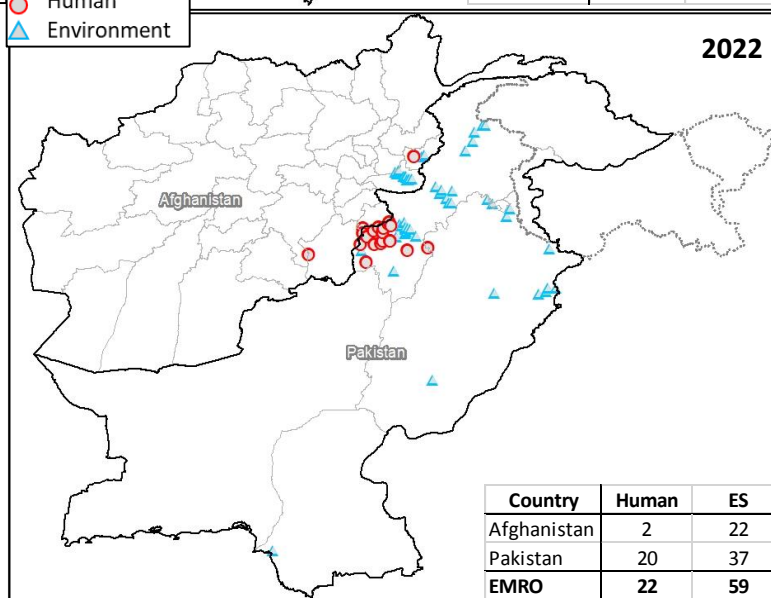 Human
Environment
2022
Afghanistan
Pakistan
Country Human ES
Afghanistan 2 22
Pakistan 20 37
EMRO 22 59